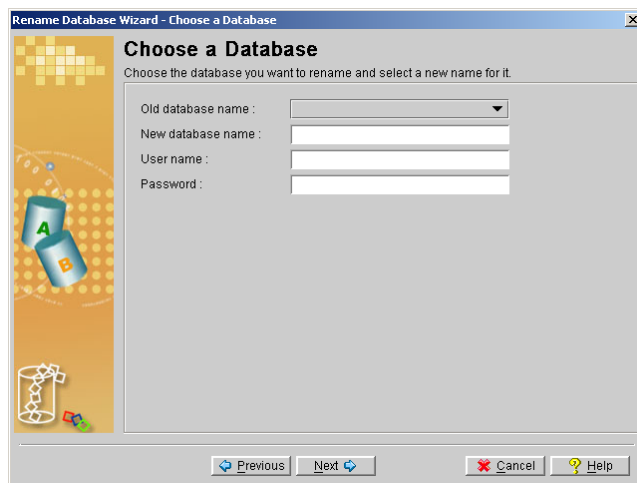 Rename Database Wizard - Choose a Database
Choose a Database
Choose the database you want to rename and select a new name for it.
Old database name :
New database name :
User name :
Password :
A
B
Previous Next Cancel Help